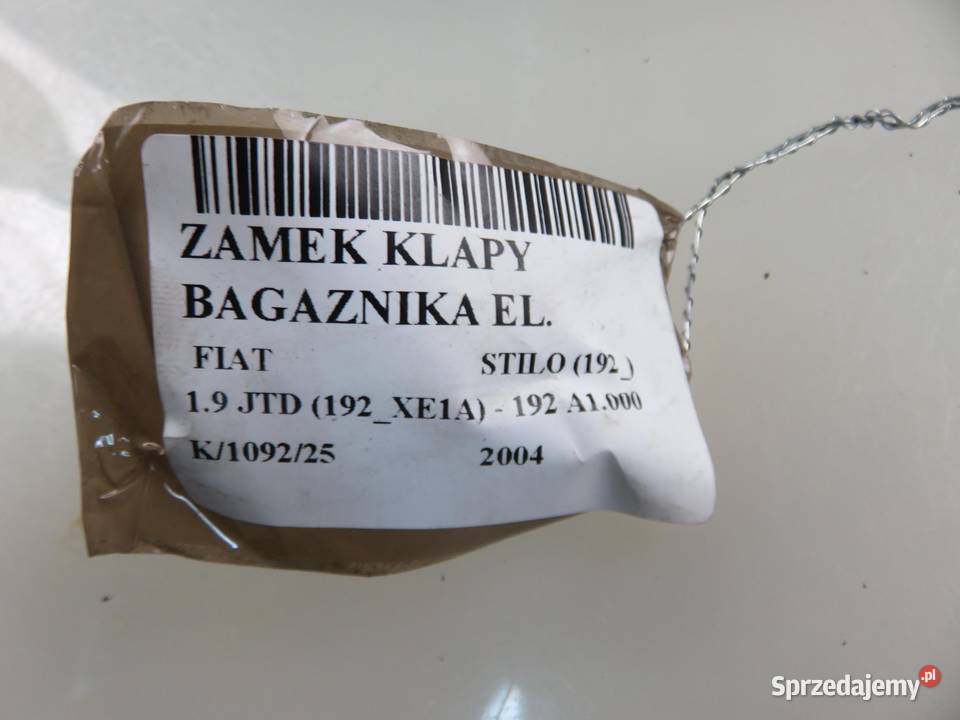 ZAMEK KLAPY
BAGAZNIKA EL.
FIAT STILO (192_)
1.9 JTD (192_XE1A) - 192 A1.000
K/1092/25 2004
Sprzedajemy.pl